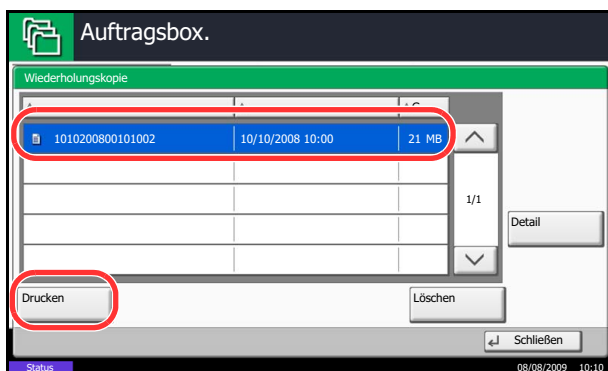 Auftragsbox.
Wiederholungskopie
1010200800101002 10/10/2008 10:00 21 MB
1/1
Detail
Drucken Löschen
Schließen
Status 08/08/2009 10:10